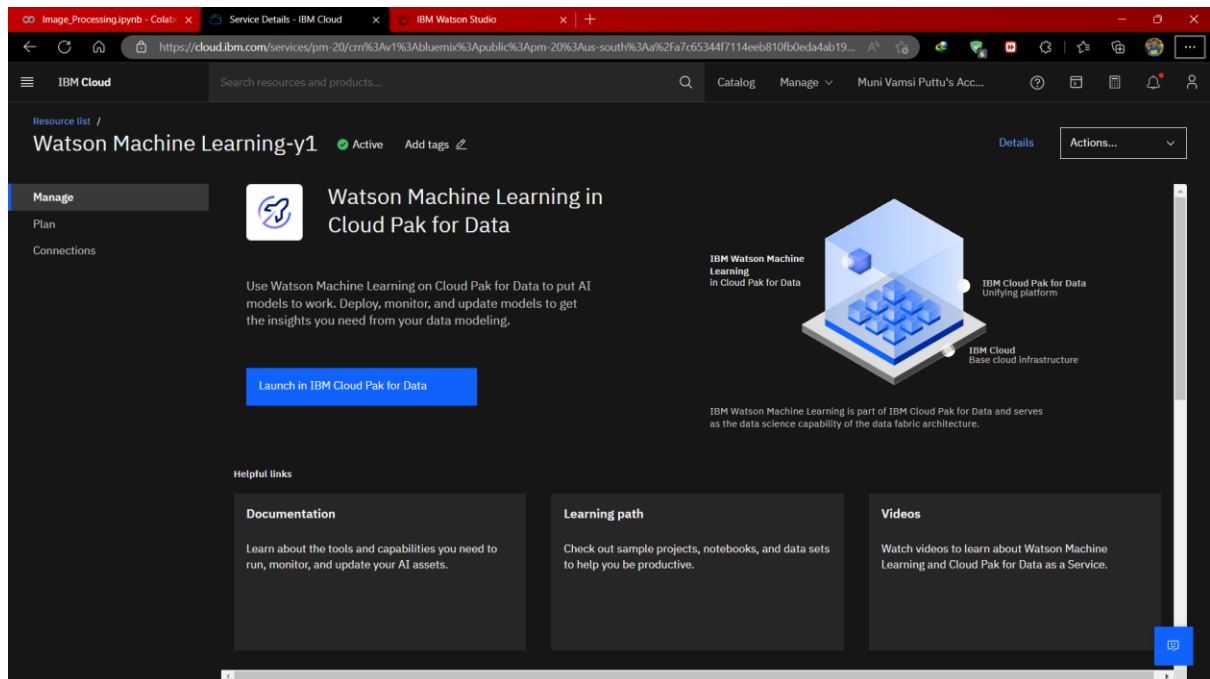 Image_Processing.ipynb - Colab
Service Details - IBM Cloud
IBM Watson Studio
https://cloud.ibm.com/services/pm-20/crn%3Av1%3Abluemix%3Apublic%3Apm-20%3Aus-south%3Aa%2Fa7c65344f7114eeb810fb0eda4ab19...
6
IBM Cloud
Search resources and products...
Catalog
Manage
Muni Vamsi Puttu's Acc...
Resource list /
Watson Machine Learning-y1
Active
Add tags
Details
Actions...
Manage
Plan
Connections
Watson Machine Learning in
Cloud Pak for Data
Use Watson Machine Learning on Cloud Pak for Data to put AI
models to work. Deploy, monitor, and update models to get
the insights you need from your data modeling.
Launch in IBM Cloud Pak for Data
IBM Watson Machine
Learning
in Cloud Pak for Data
IBM Cloud Pak for Data
Unifying platform
IBM Cloud
Base cloud infrastructure
IBM Watson Machine Learning is part of IBM Cloud Pak for Data and serves
as the data science capability of the data fabric architecture.
Helpful links
Documentation
Learn about the tools and capabilities you need to
run, monitor, and update your AI assets.
Learning path
Check out sample projects, notebooks, and data sets
to help you be productive.
Videos
Watch videos to learn about Watson Machine
Learning and Cloud Pak for Data as a Service.